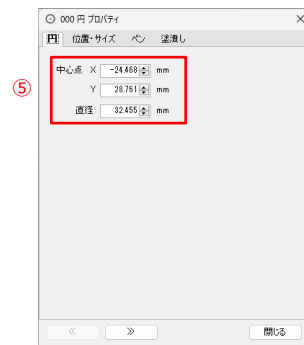 000 円 プロパティ ×
円 位置・サイズ ペン 塗潰し
⑤
中心点 X -24.468 mm
Y 28.761 mm
直径 32.455 mm
≪ ≫ 閉じる